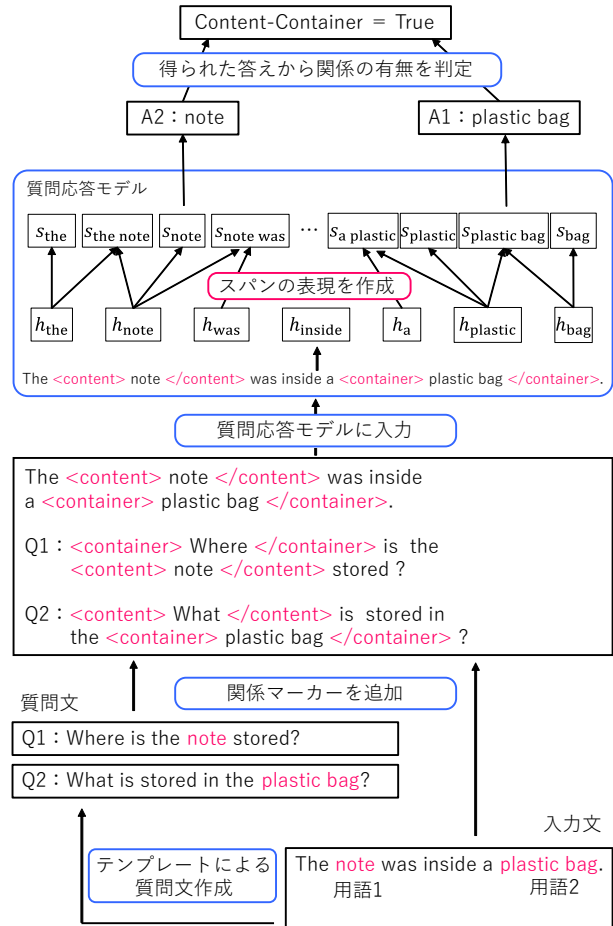 Content-Container = True
得られた答えから関係の有無を判定
A2：note
A1：plastic bag
質問応答モデル
s_the s_the note s_note s_note was … s_a plastic s_plastic s_plastic bag s_bag
スパンの表現を作成
h_the h_note h_was h_inside h_a h_plastic h_bag
The <content> note </content> was inside a <container> plastic bag </container>.
質問応答モデルに入力
The <content> note </content> was inside
a <container> plastic bag </container>.
Q1：<container> Where </container> is the
<content> note </content> stored ?
Q2：<content> What </content> is stored in
the <container> plastic bag </container> ?
関係マーカーを追加
質問文
Q1：Where is the note stored?
Q2：What is stored in the plastic bag?
入力文
テンプレートによる
質問文作成
The note was inside a plastic bag.
用語1 用語2